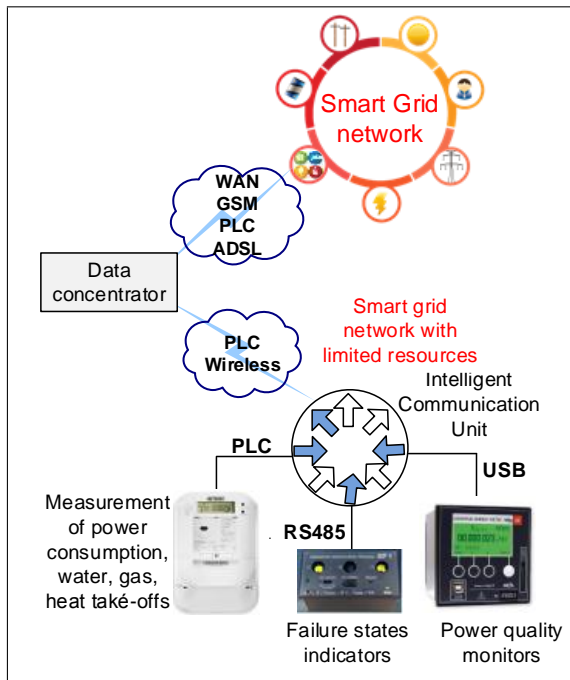 Smart Grid
network
WAN
GSM
PLC
ADSL
Data
concentrator
PLC
Wireless
Smart grid
network with
limited resources
Intelligent
Communication
Unit
PLC
USB
RS485
Measurement
of power
consumption,
water, gas,
heat také-offs
Failure states
indicators
Power quality
monitors